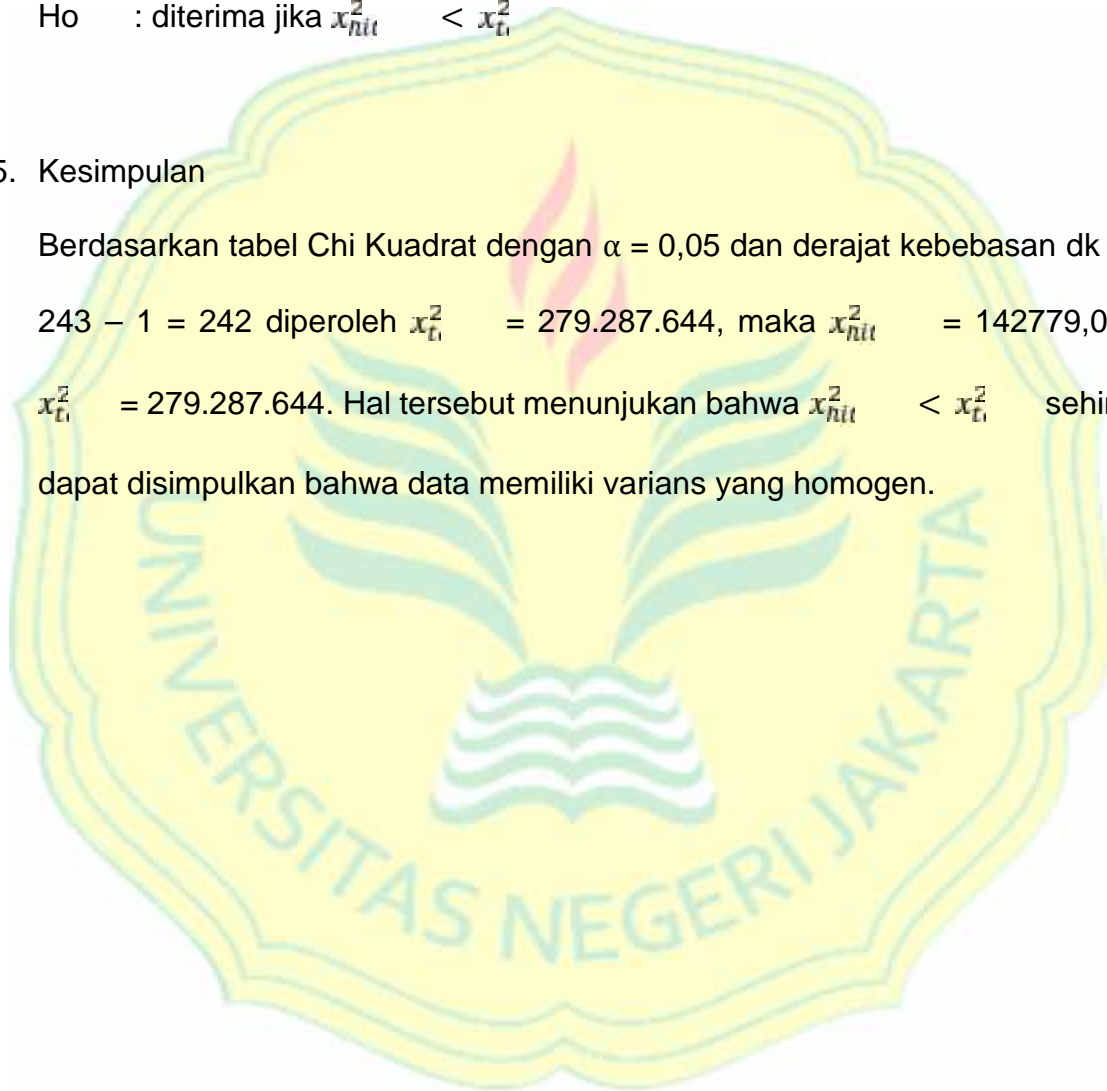 Ho : diterima jika x²hit < x²t
5. Kesimpulan
Berdasarkan tabel Chi Kuadrat dengan α = 0,05 dan derajat kebebasan dk
243 – 1 = 242 diperoleh x²t = 279.287.644, maka x²hit = 142779,0
x²t = 279.287.644. Hal tersebut menunjukan bahwa x²hit < x²t sehin
dapat disimpulkan bahwa data memiliki varians yang homogen.
UNIVERSITAS NEGERI JAKARTA